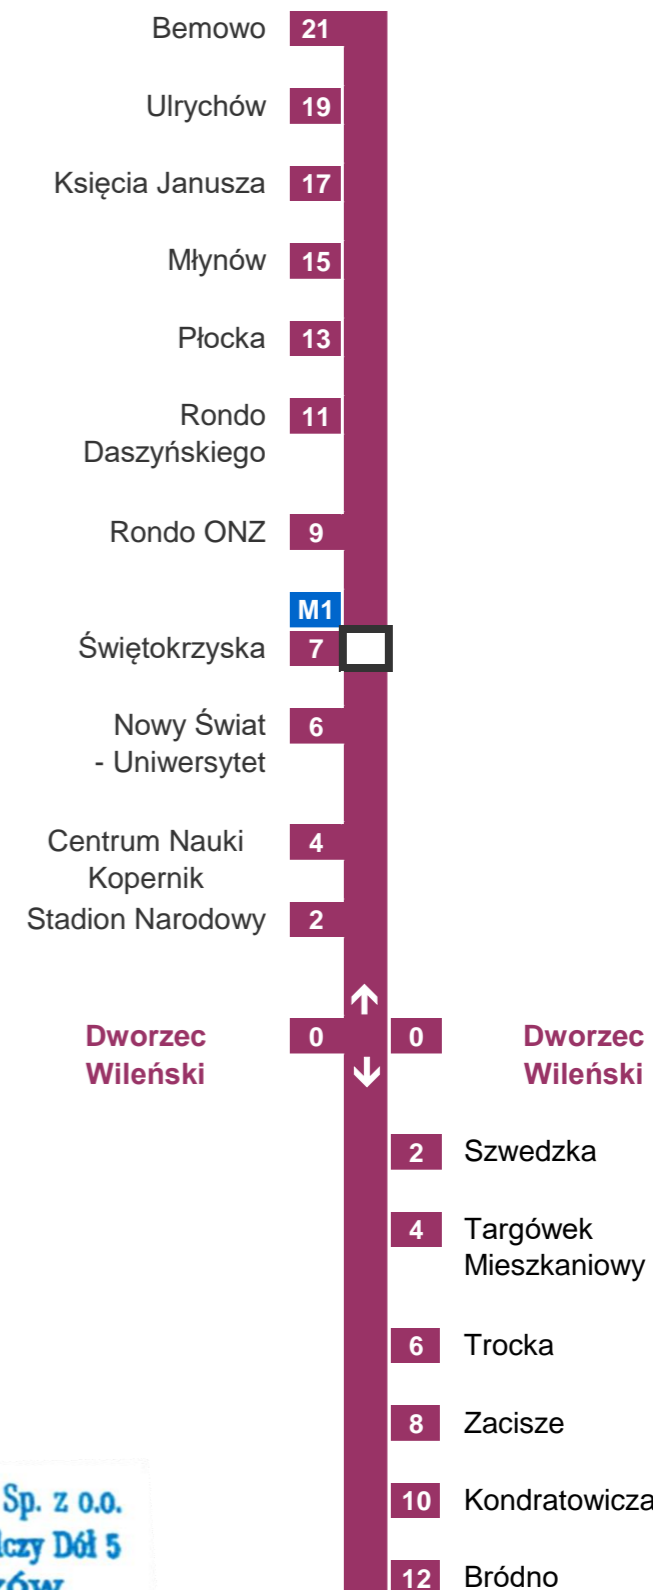 Bemowo 21
Ulrychów 19
Księcia Janusza 17
Młynów 15
Płocka 13
Rondo 11
Daszyńskiego
Rondo ONZ 9
M1
Świętokrzyska 7
Nowy Świat 6
- Uniwersytet
Centrum Nauki 4
Kopernik
Stadion Narodowy 2
Dworzec 0 0 Dworzec
Wileński Wileński
2 Szwedzka
4 Targówek
Mieszkaniowy
6 Trocka
8 Zacisze
10 Kondratowicza
Sp. z o.o.
Dół 5
12 Bródno